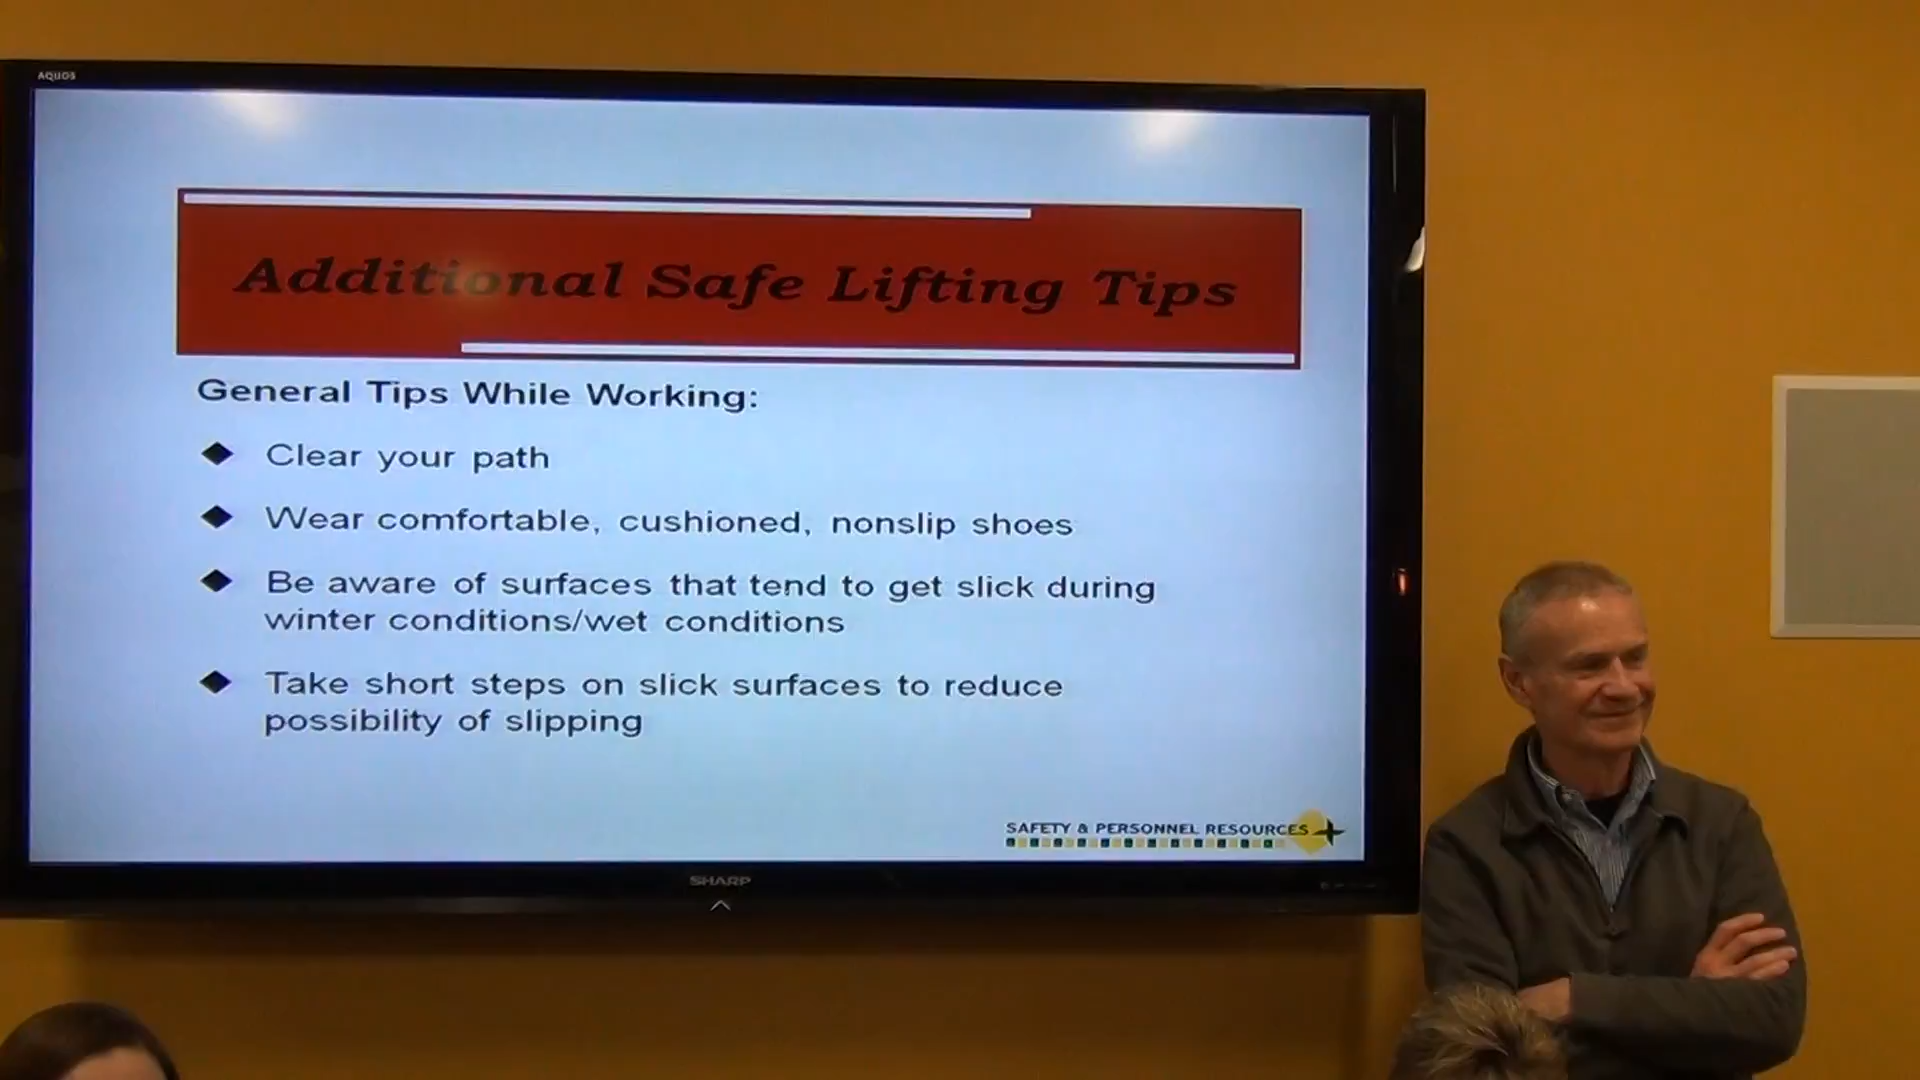 AQUOS
Additional Safe Lifting Tips
General Tips While Working:
Clear your path
Wear comfortable, cushioned, nonslip shoes
Be aware of surfaces that tend to get slick during
winter conditions/wet conditions
Take short steps on slick surfaces to reduce
possibility of slipping
SAFETY & PERSONNEL RESOURCES
SHARP